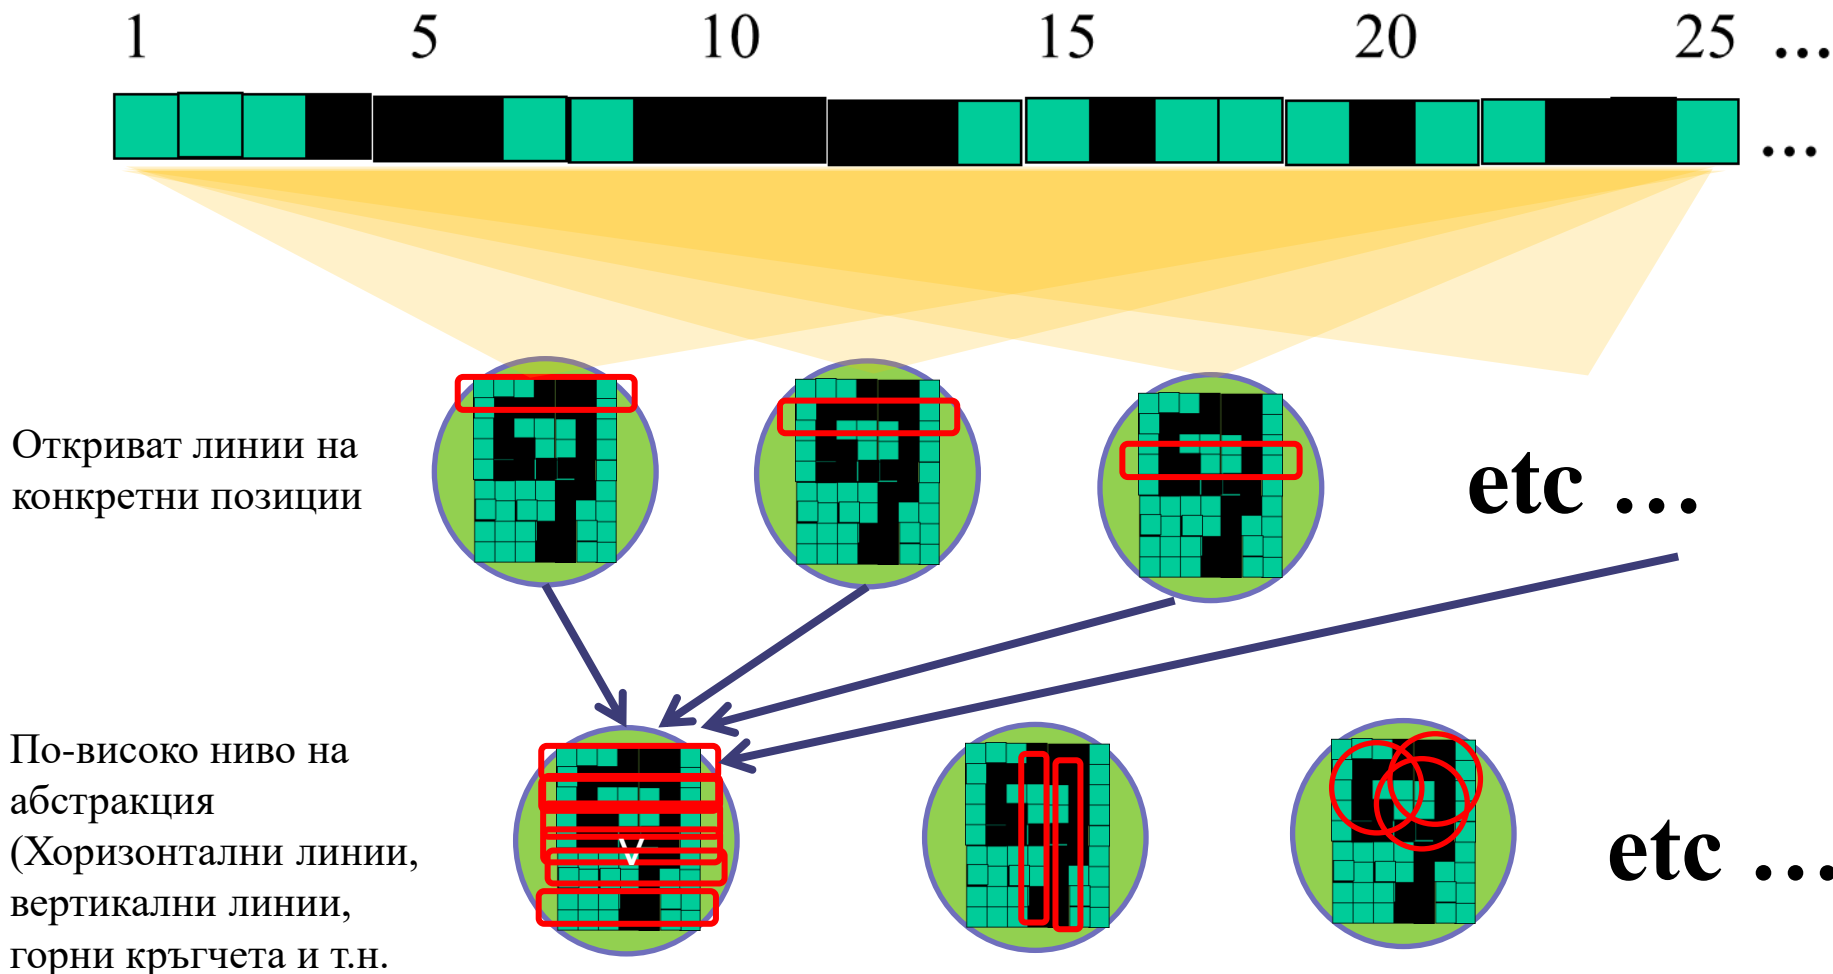 1 5 10 15 20 25 ...
...
Откриват линии на
конкретни позиции
etc ...
По-високо ниво на
абстракция
(Хоризонтални линии,
вертикални линии,
горни кръгчета и т.н.
v
etc ...